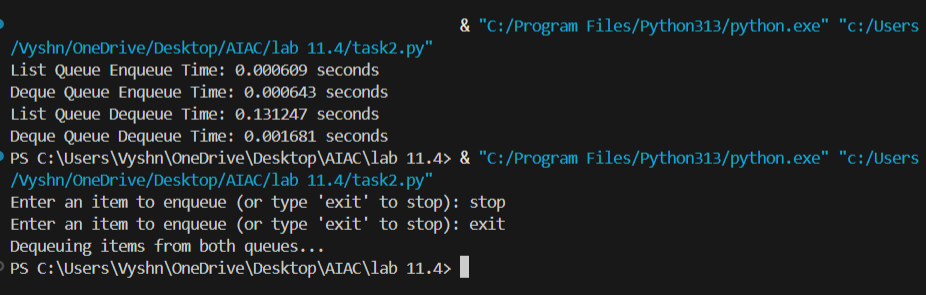 & "C:/Program Files/Python313/python.exe" "c:/Users
/Vyshn/OneDrive/Desktop/AIAC/lab 11.4/task2.py"
List Queue Enqueue Time: 0.000609 seconds
Deque Queue Enqueue Time: 0.000643 seconds
List Queue Dequeue Time: 0.131247 seconds
Deque Queue Dequeue Time: 0.001681 seconds
PS C:\Users\Vyshn\OneDrive\Desktop\AIAC\lab 11.4> & "C:/Program Files/Python313/python.exe" "c:/Users
/Vyshn/OneDrive/Desktop/AIAC/lab 11.4/task2.py"
Enter an item to enqueue (or type 'exit' to stop): stop
Enter an item to enqueue (or type 'exit' to stop): exit
Dequeuing items from both queues...
PS C:\Users\Vyshn\OneDrive\Desktop\AIAC\lab 11.4>